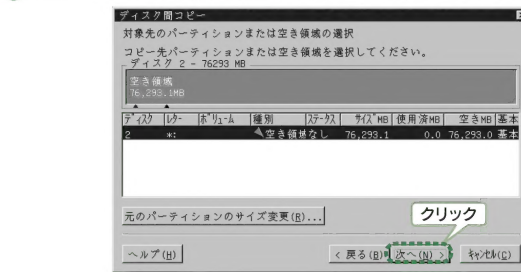 ディスク間コピー
対象先のパーティションまたは空き領域の選択
コピー先パーティションまたは空き領域を選択してください。
ディスク 2 - 76293 MB
空き領域
76,293.1MB
ﾃﾞｨｽｸ ﾚﾀｰ ﾎﾞﾘｭｰﾑ 種別 ｽﾃｰﾀｽ ｻｲｽﾞMB 使用済MB 空きMB 基本
2 *: 空き領域 なし 76,293.1 0.0 76,293.0 基本
元のパーティションのサイズ変更(R)...
クリック
ヘルプ(H) < 戻る(B) 次へ(N) > ｷｬﾝｾﾙ(C)